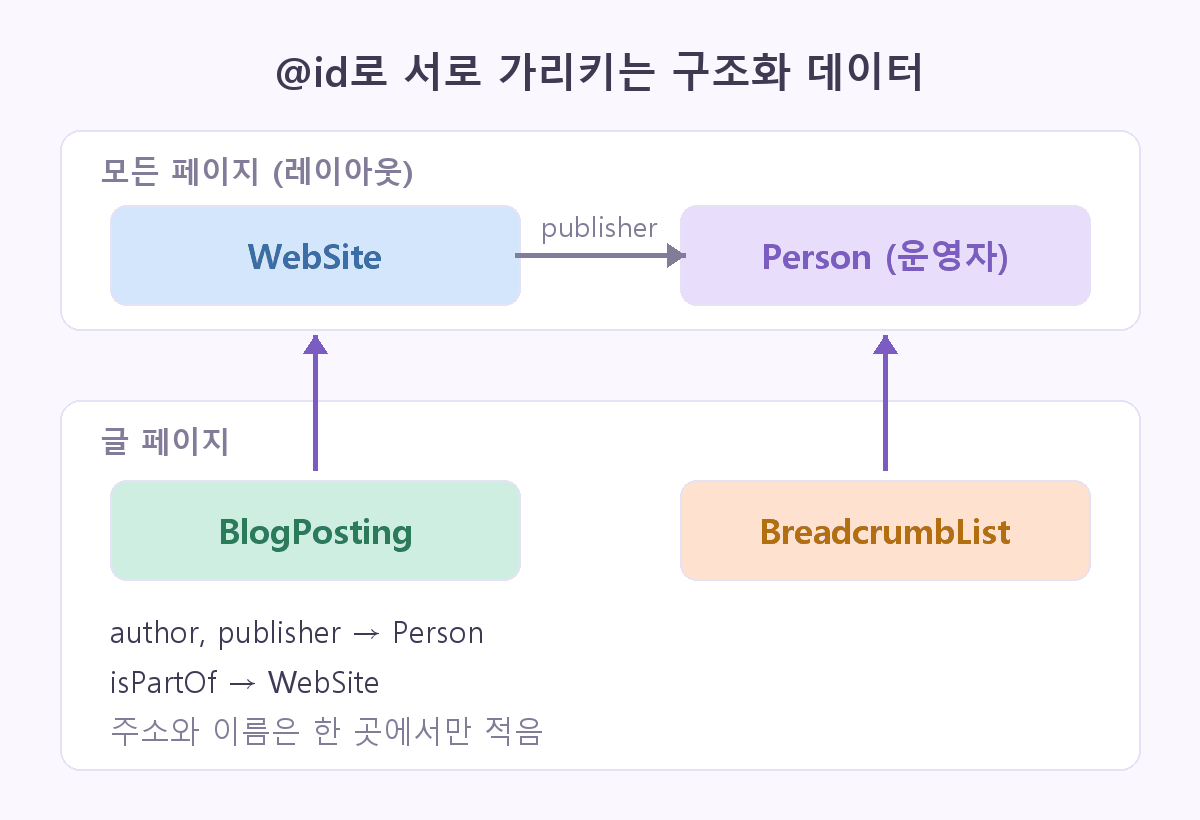 @id로 서로 가리키는 구조화 데이터
모든 페이지 (레이아웃)
WebSite
publisher
Person (운영자)
글 페이지
BlogPosting
BreadcrumbList
author, publisher → Person
isPartOf → WebSite
주소와 이름은 한 곳에서만 적음